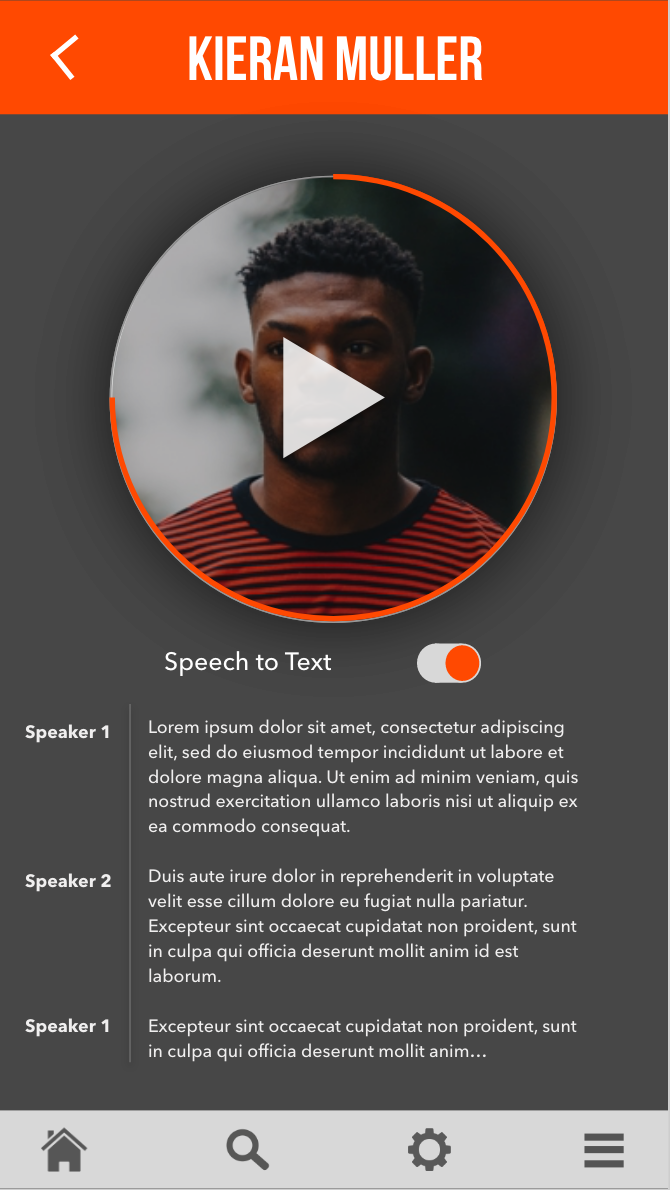 KIERAN MULLER
Speech to Text
Speaker 1
Lorem ipsum dolor sit amet, consectetur adipiscing
elit, sed do eiusmod tempor incididunt ut labore et
dolore magna aliqua. Ut enim ad minim veniam, quis
nostrud exercitation ullamco laboris nisi ut aliquip ex
ea commodo consequat.
Speaker 2
Duis aute irure dolor in reprehenderit in voluptate
velit esse cillum dolore eu fugiat nulla pariatur.
Excepteur sint occaecat cupidatat non proident, sunt
in culpa qui officia deserunt mollit anim id est
laborum.
Speaker 1
Excepteur sint occaecat cupidatat non proident, sunt
in culpa qui officia deserunt mollit anim...